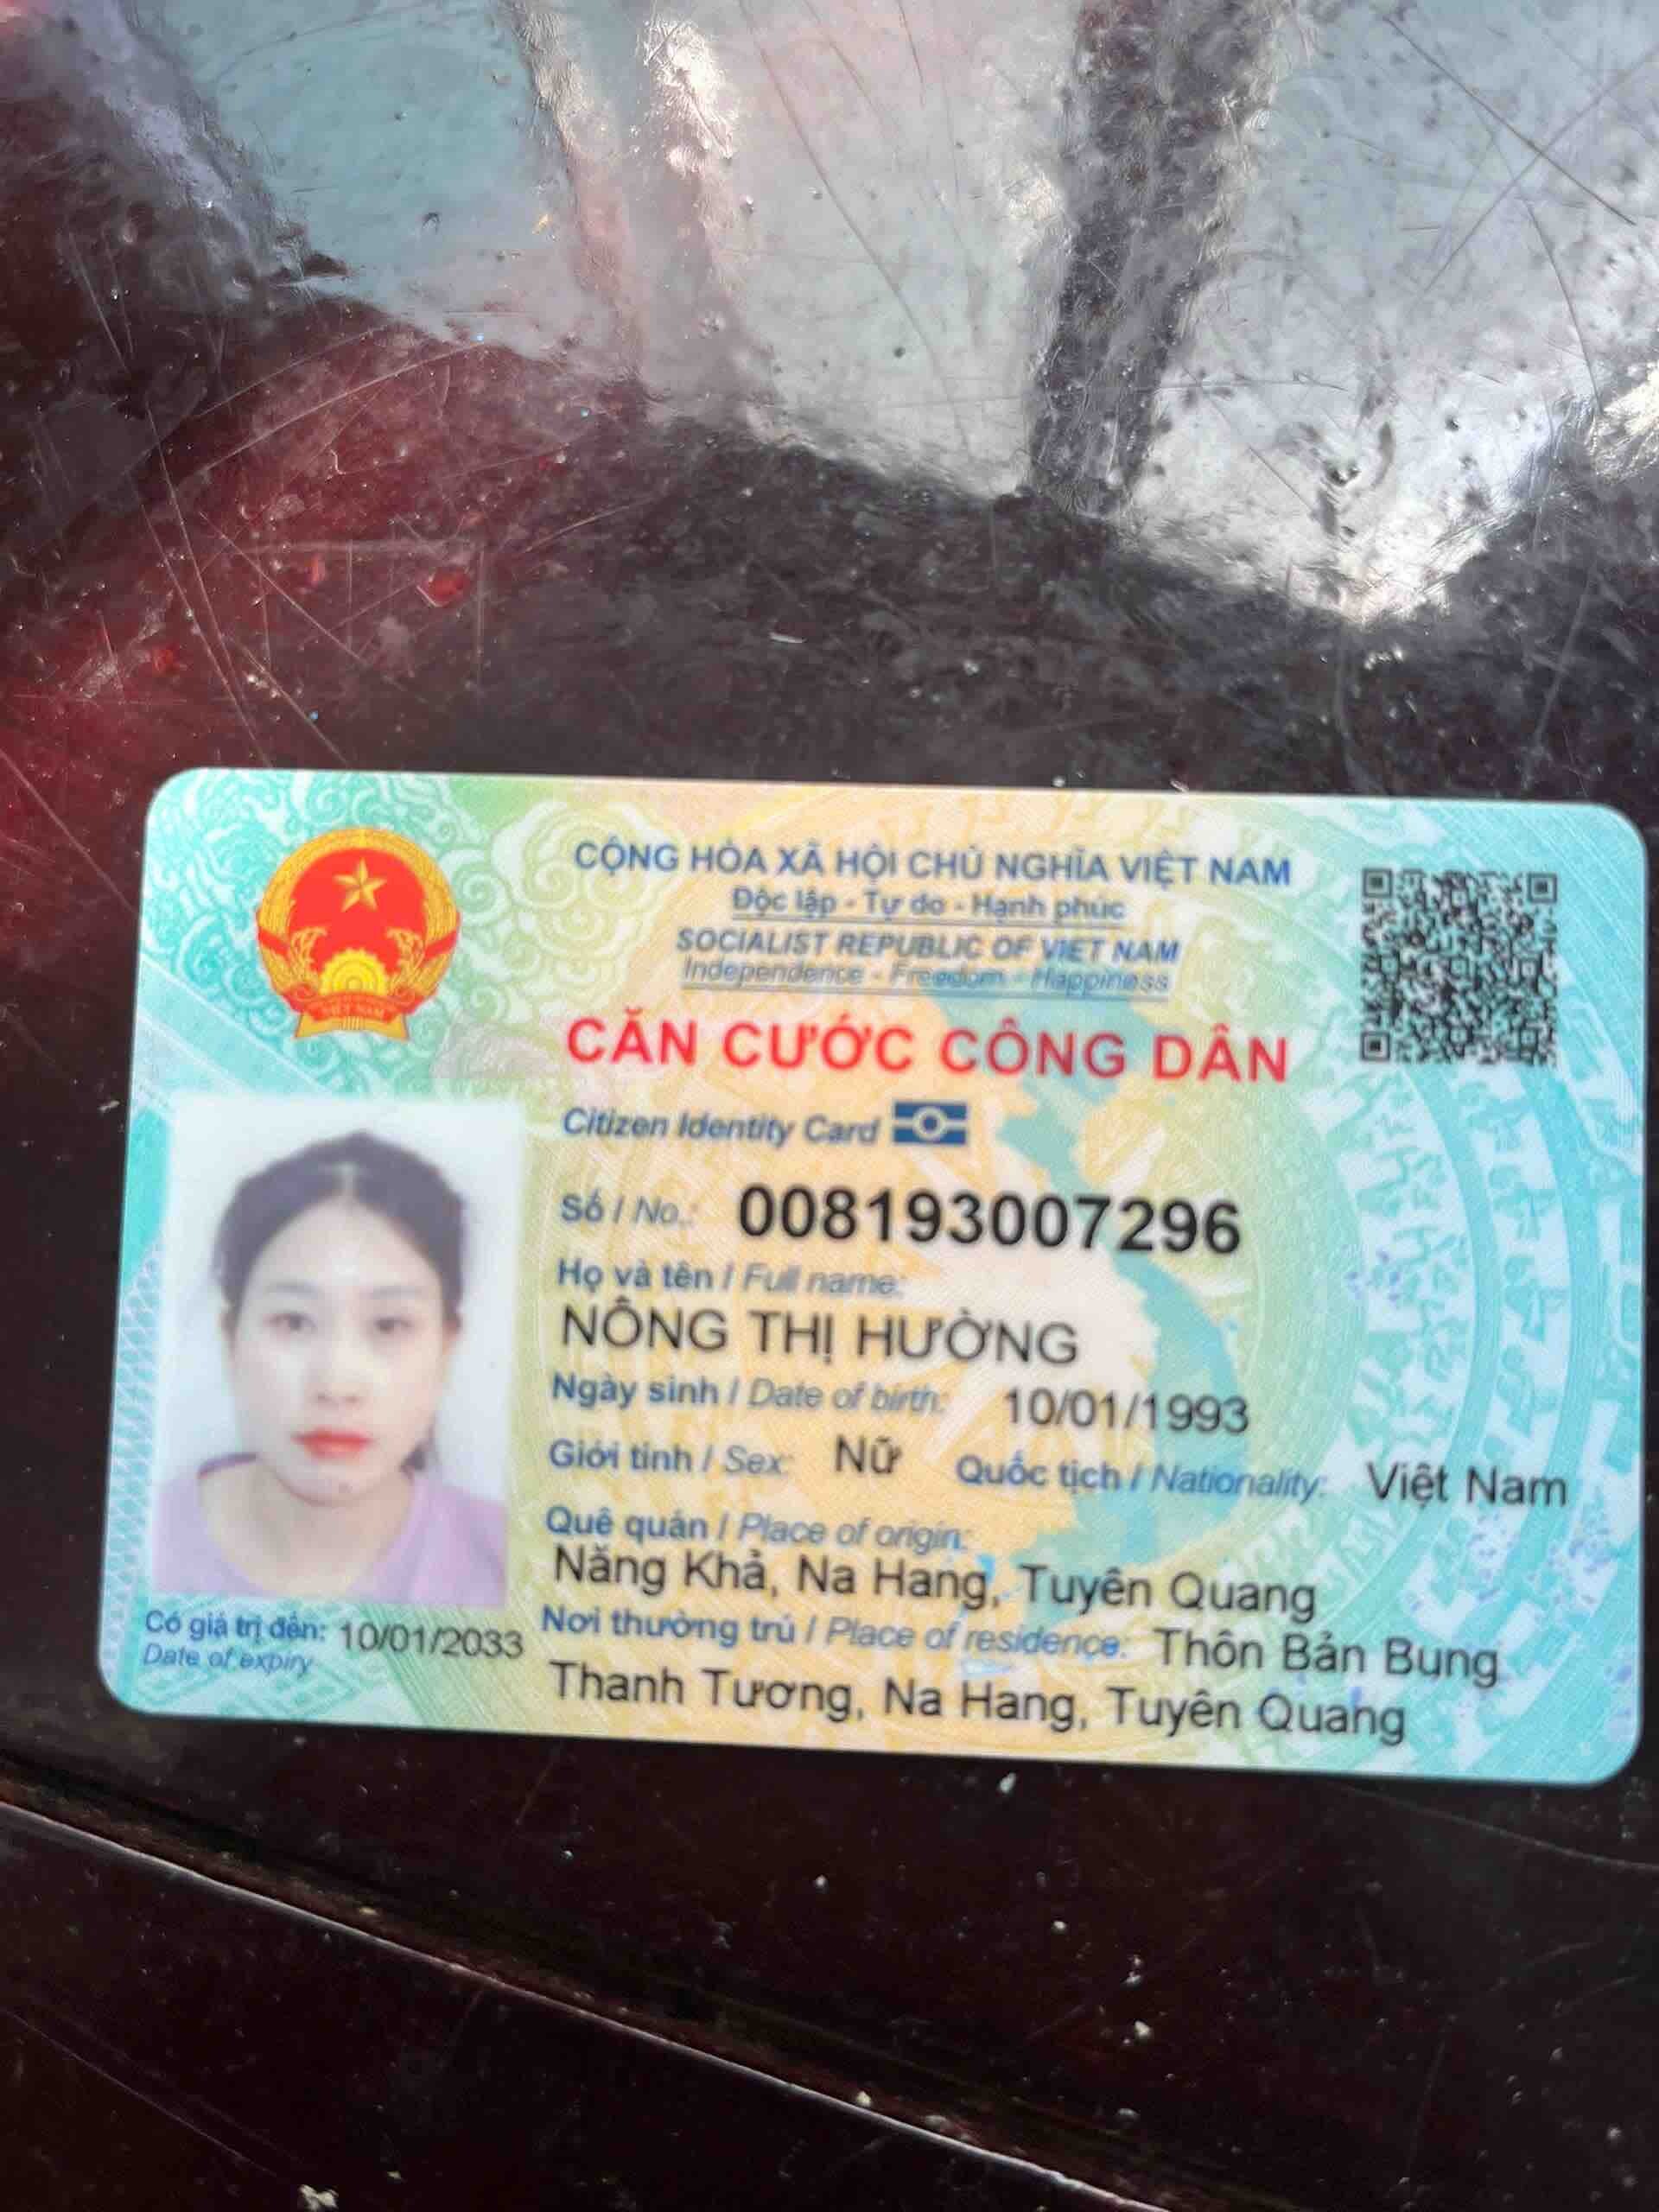 CỘNG HÒA XÃ HỘI CHỦ NGHĨA VIỆT NAM
Độc lập - Tự do - Hạnh phúc
SOCIALIST REPUBLIC OF VIET NAM
Independence - Freedom - Happiness
CĂN CƯỚC CÔNG DÂN
Citizen Identity Card
Số / No.: 008193007296
Họ và tên / Full name:
NÔNG THỊ HƯỜNG
Ngày sinh / Date of birth: 10/01/1993
Giới tính / Sex: Nữ Quốc tịch / Nationality: Việt Nam
Quê quán / Place of origin:
Năng Khả, Na Hang, Tuyên Quang
Nơi thường trú / Place of residence: Thôn Bản Bung
Thanh Tương, Na Hang, Tuyên Quang
Có giá trị đến: 10/01/2033
Date of expiry
VIỆT NAM